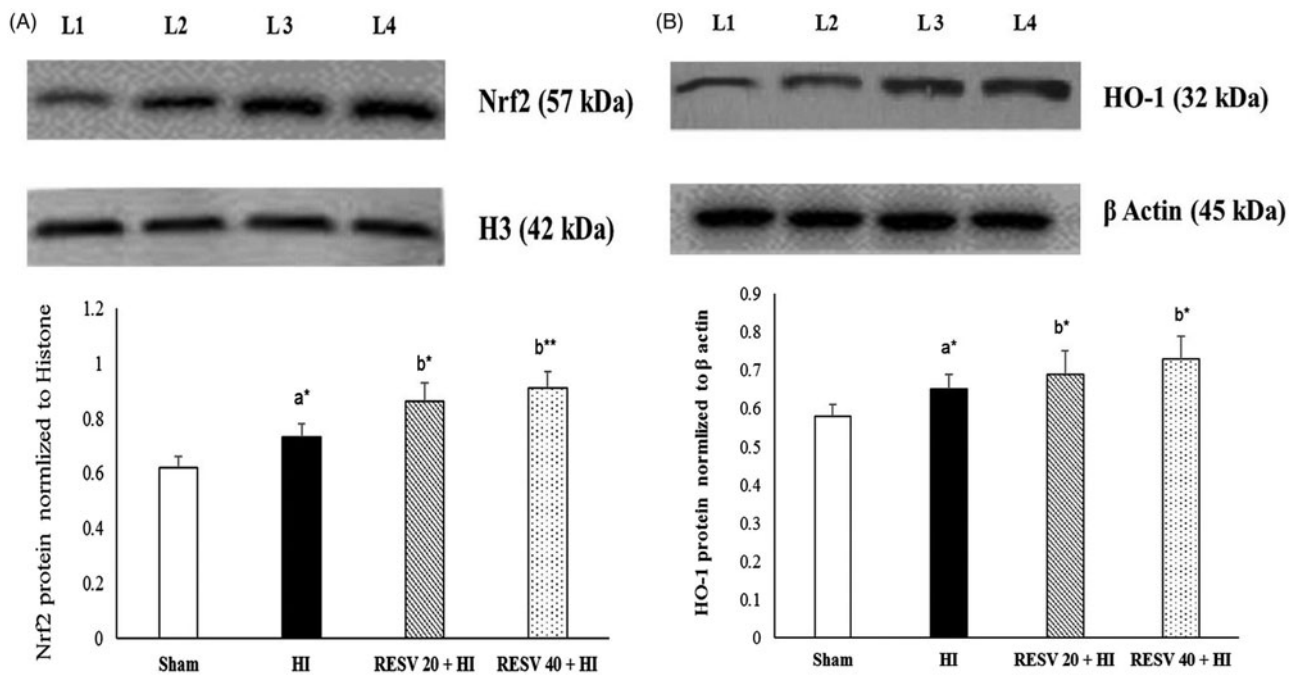 (A) L1 L2 L3 L4
Nrf2 (57 kDa)
H3 (42 kDa)
Nrf2 protein normlized to Histone
1.2
1
0.8
0.6
0.4
0.2
0
a*
b*
b**
Sham HI RESV 20 + HI RESV 40 + HI
(B) L1 L2 L3 L4
HO-1 (32 kDa)
β Actin (45 kDa)
HO-1 protein normlized to β actin
0.9
0.8
0.7
0.6
0.5
0.4
0.3
0.2
0.1
0
a*
b*
b*
Sham HI RESV 20 + HI RESV 40 + HI